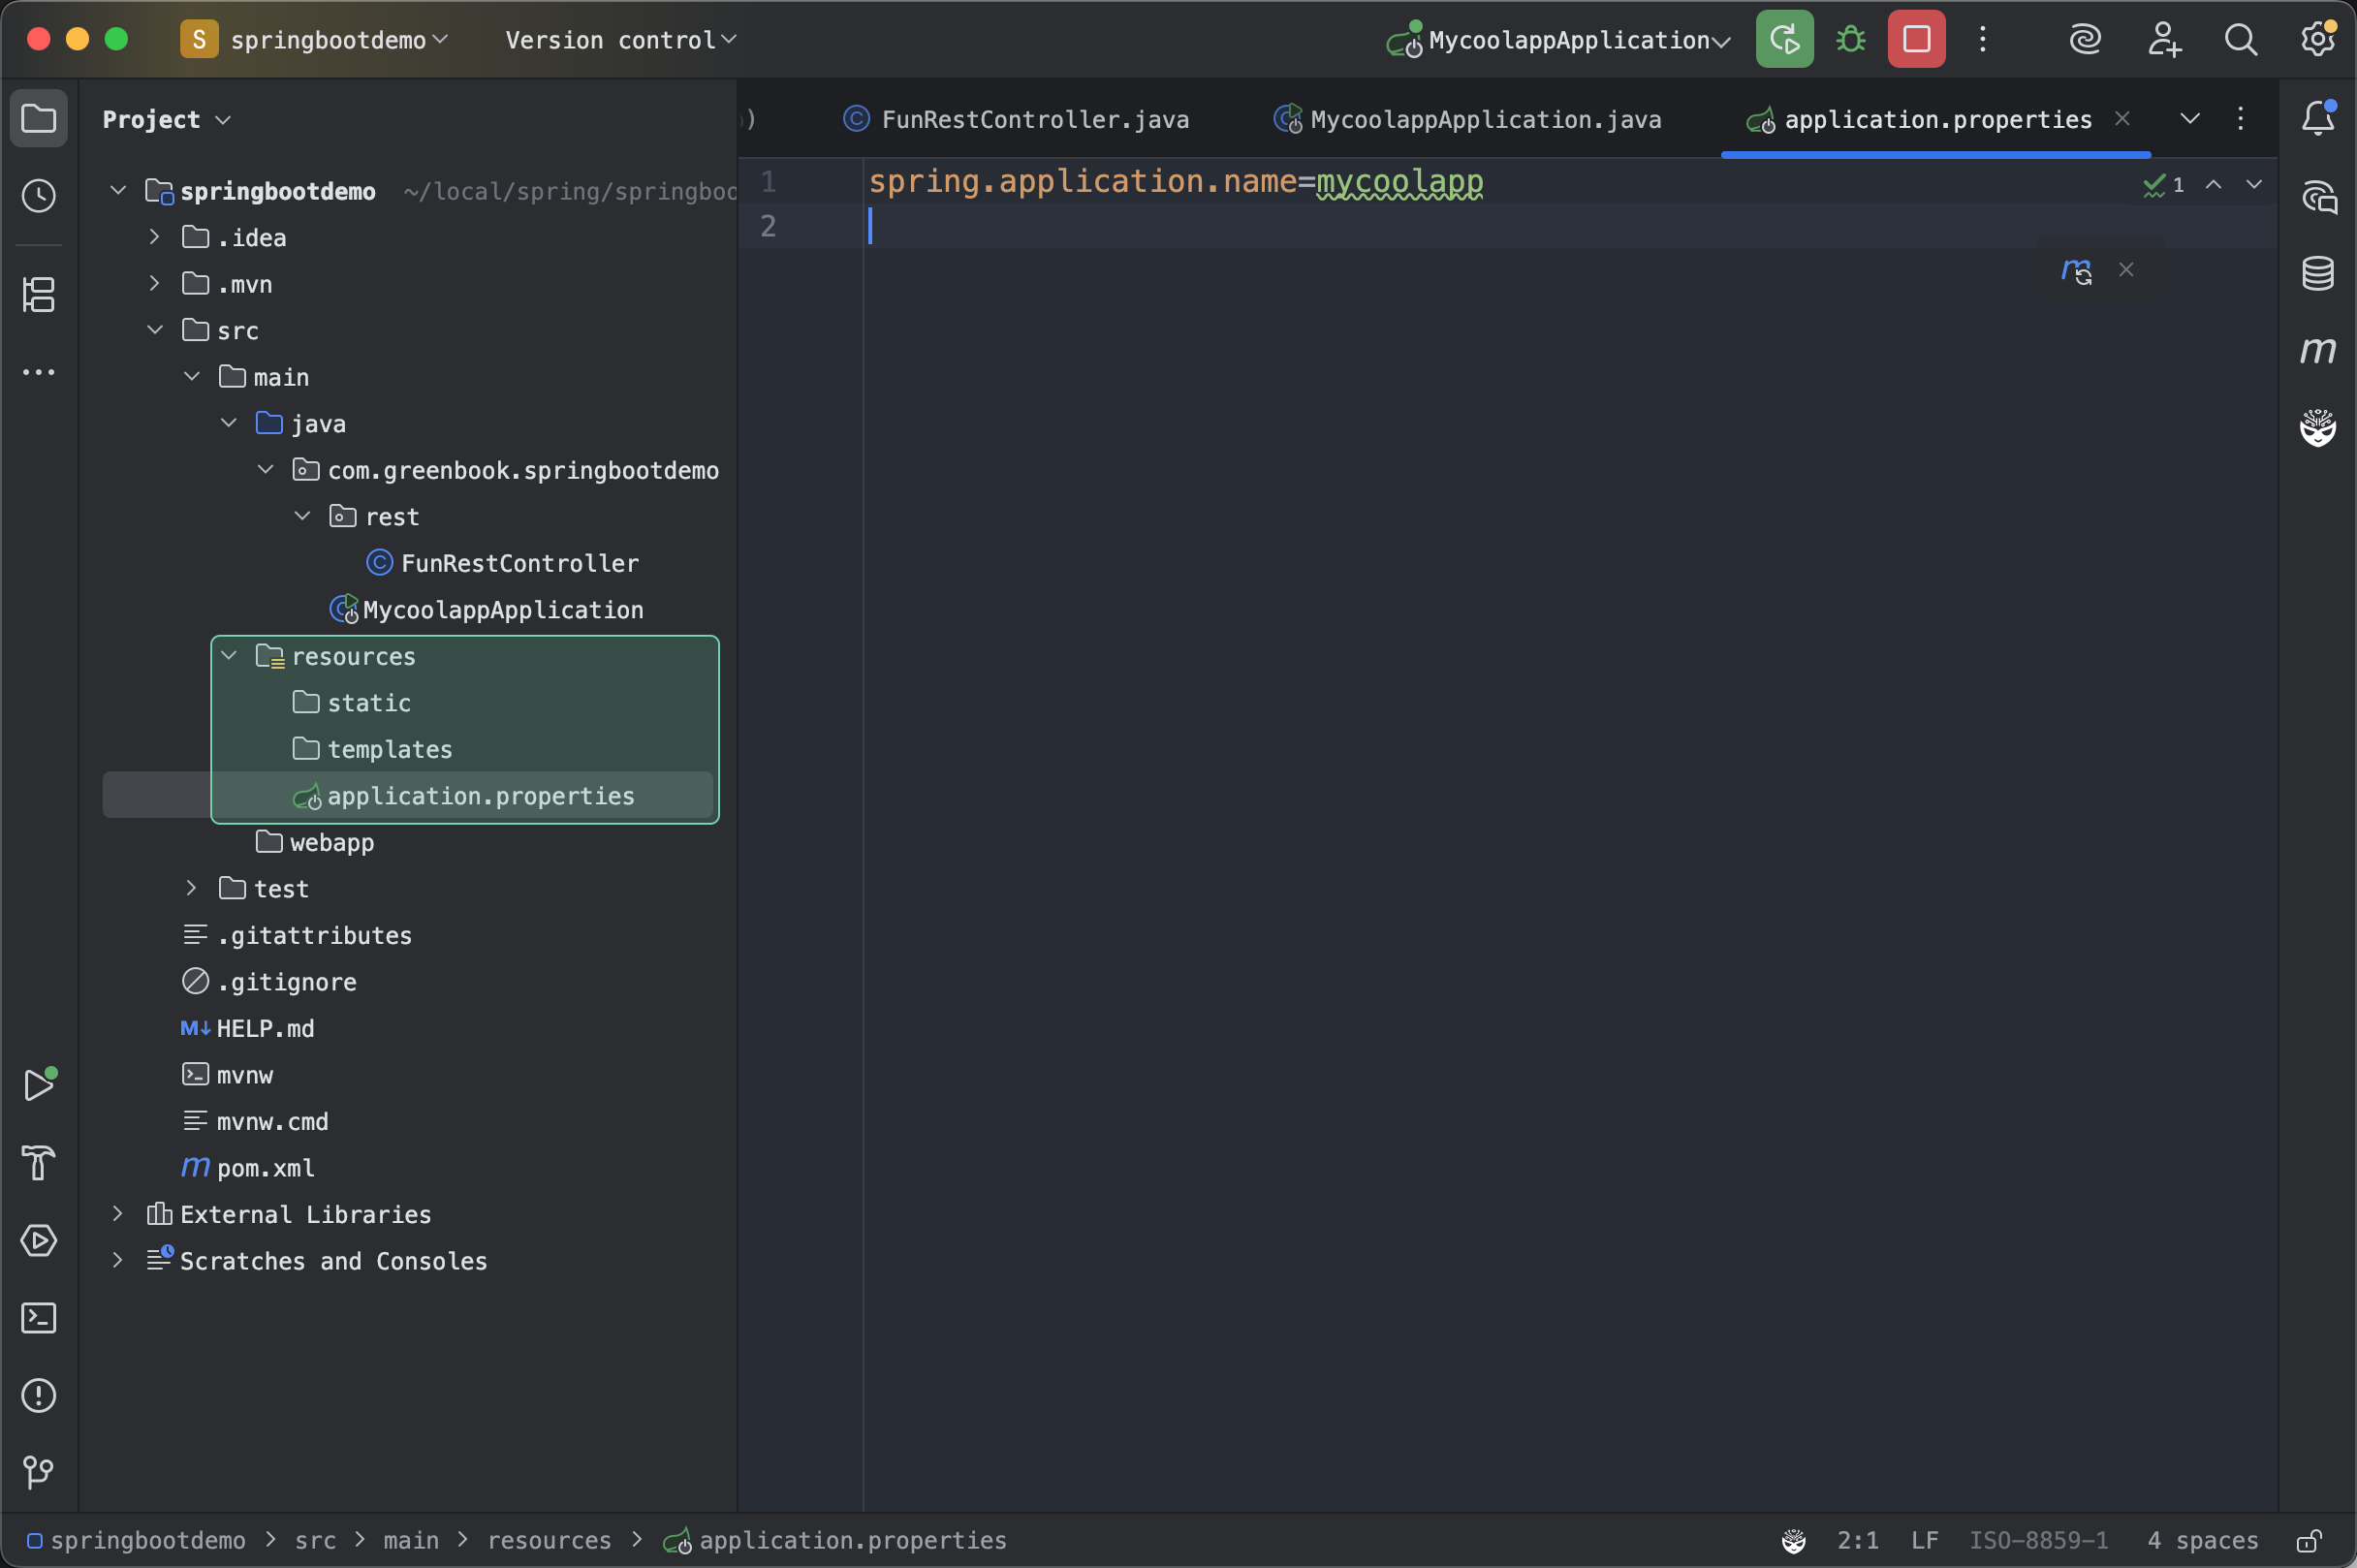 S springbootdemo Version control MycoolappApplication
Project
) FunRestController.java MycoolappApplication.java application.properties
springbootdemo ~/local/spring/springboo
.idea
.mvn
src
main
java
com.greenbook.springbootdemo
rest
FunRestController
MycoolappApplication
resources
static
templates
application.properties
webapp
test
.gitattributes
.gitignore
HELP.md
mvnw
mvnw.cmd
pom.xml
External Libraries
Scratches and Consoles
1 spring.application.name=mycoolapp
2
1
springbootdemo > src > main > resources > application.properties
2:1 LF ISO-8859-1 4 spaces